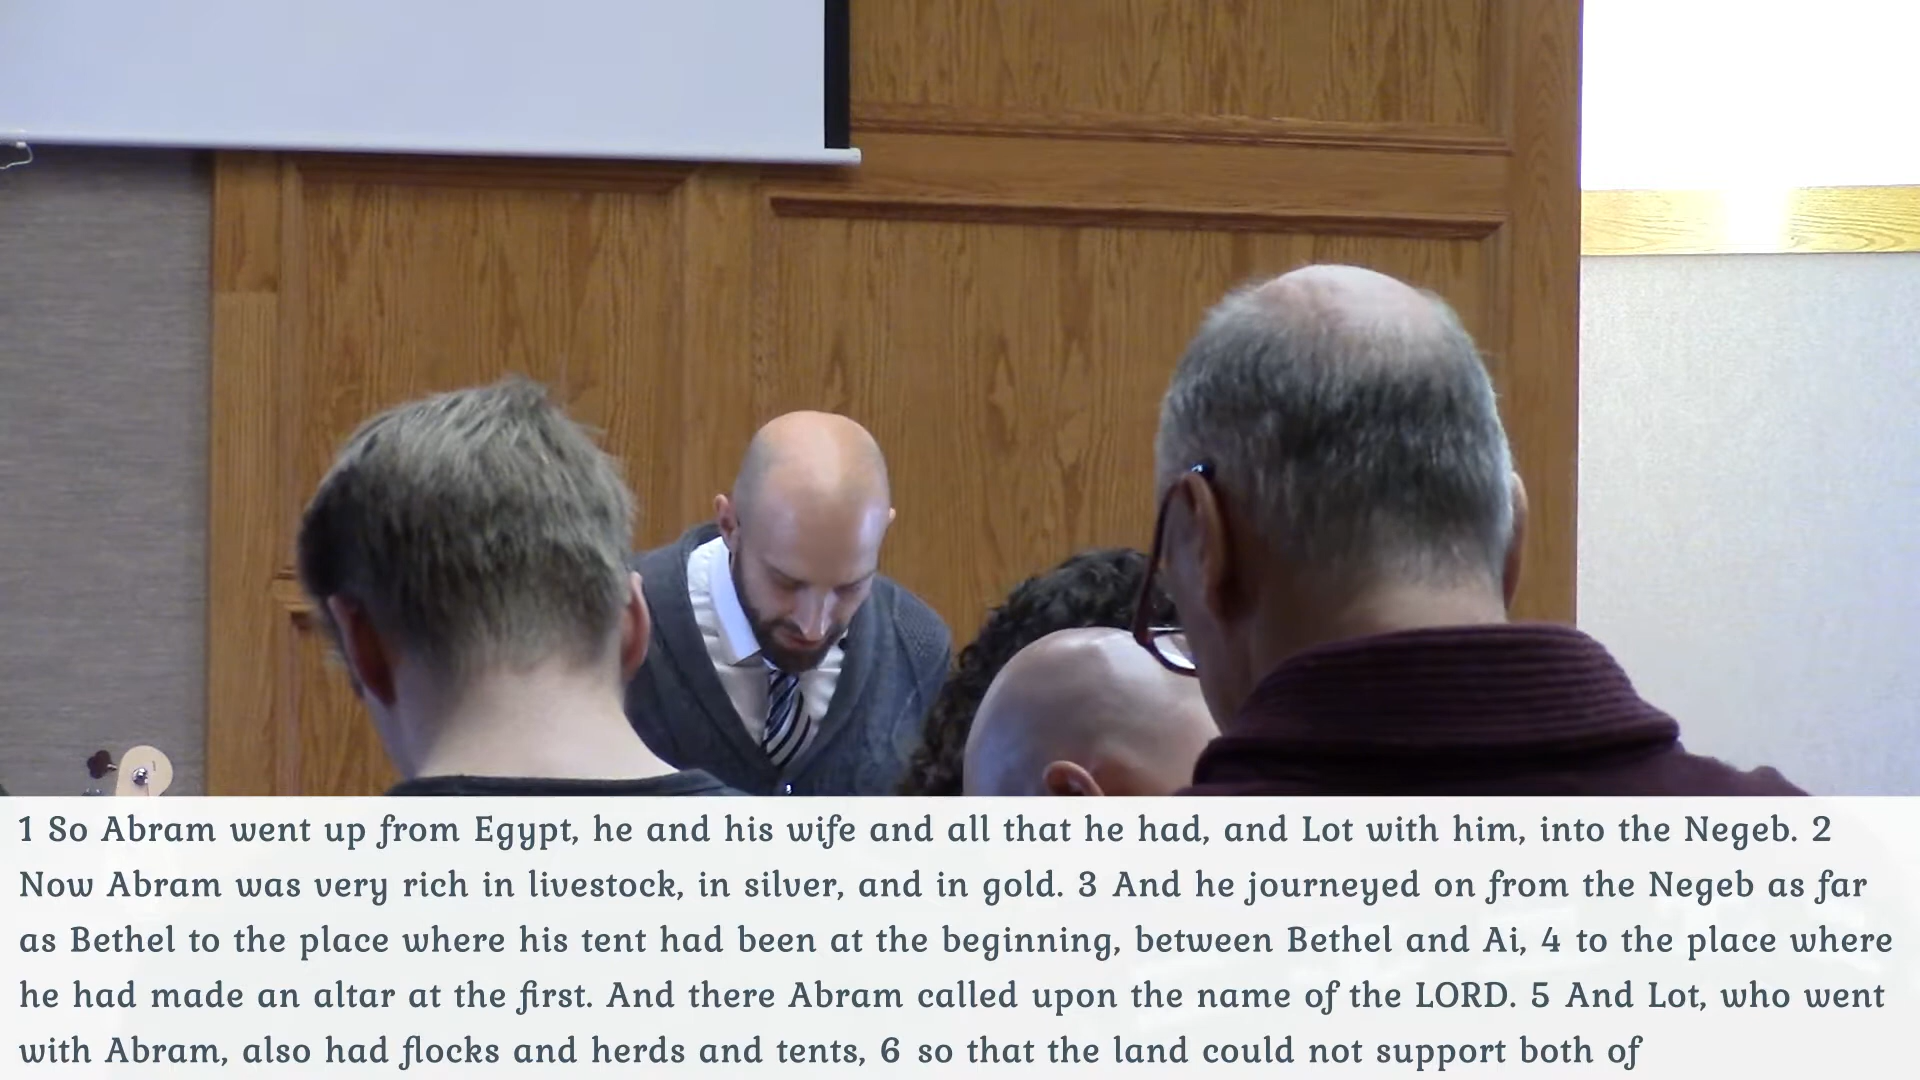 1 So Abram went up from Egypt, he and his wife and all that he had, and Lot with him, into the Negeb. 2
Now Abram was very rich in livestock, in silver, and in gold. 3 And he journeyed on from the Negeb as far
as Bethel to the place where his tent had been at the beginning, between Bethel and Ai, 4 to the place where
he had made an altar at the first. And there Abram called upon the name of the LORD. 5 And Lot, who went
with Abram, also had flocks and herds and tents, 6 so that the land could not support both of